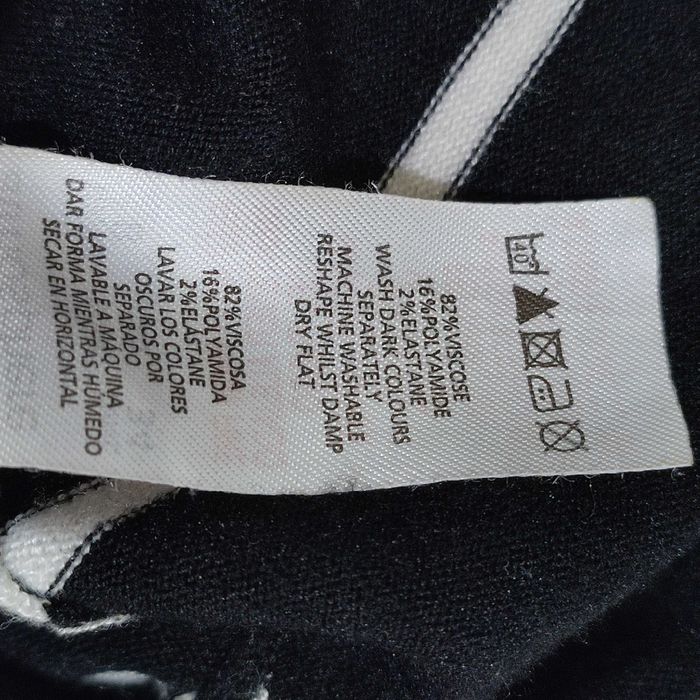 40°
82%VISCOSE
16%POLYAMIDE
2%ELASTANE
WASH DARK COLOURS
SEPARATELY
MACHINE WASHABLE
RESHAPE WHILST DAMP
DRY FLAT
82%VISCOSA
16%POLYAMIDA
2%ELASTANE
LAVAR LOS COLORES
OSCUROS POR
SEPARADO
LAVABLE A MAQUINA
DAR FORMA MIENTRAS HÚMEDO
SECAR EN HORIZONTAL